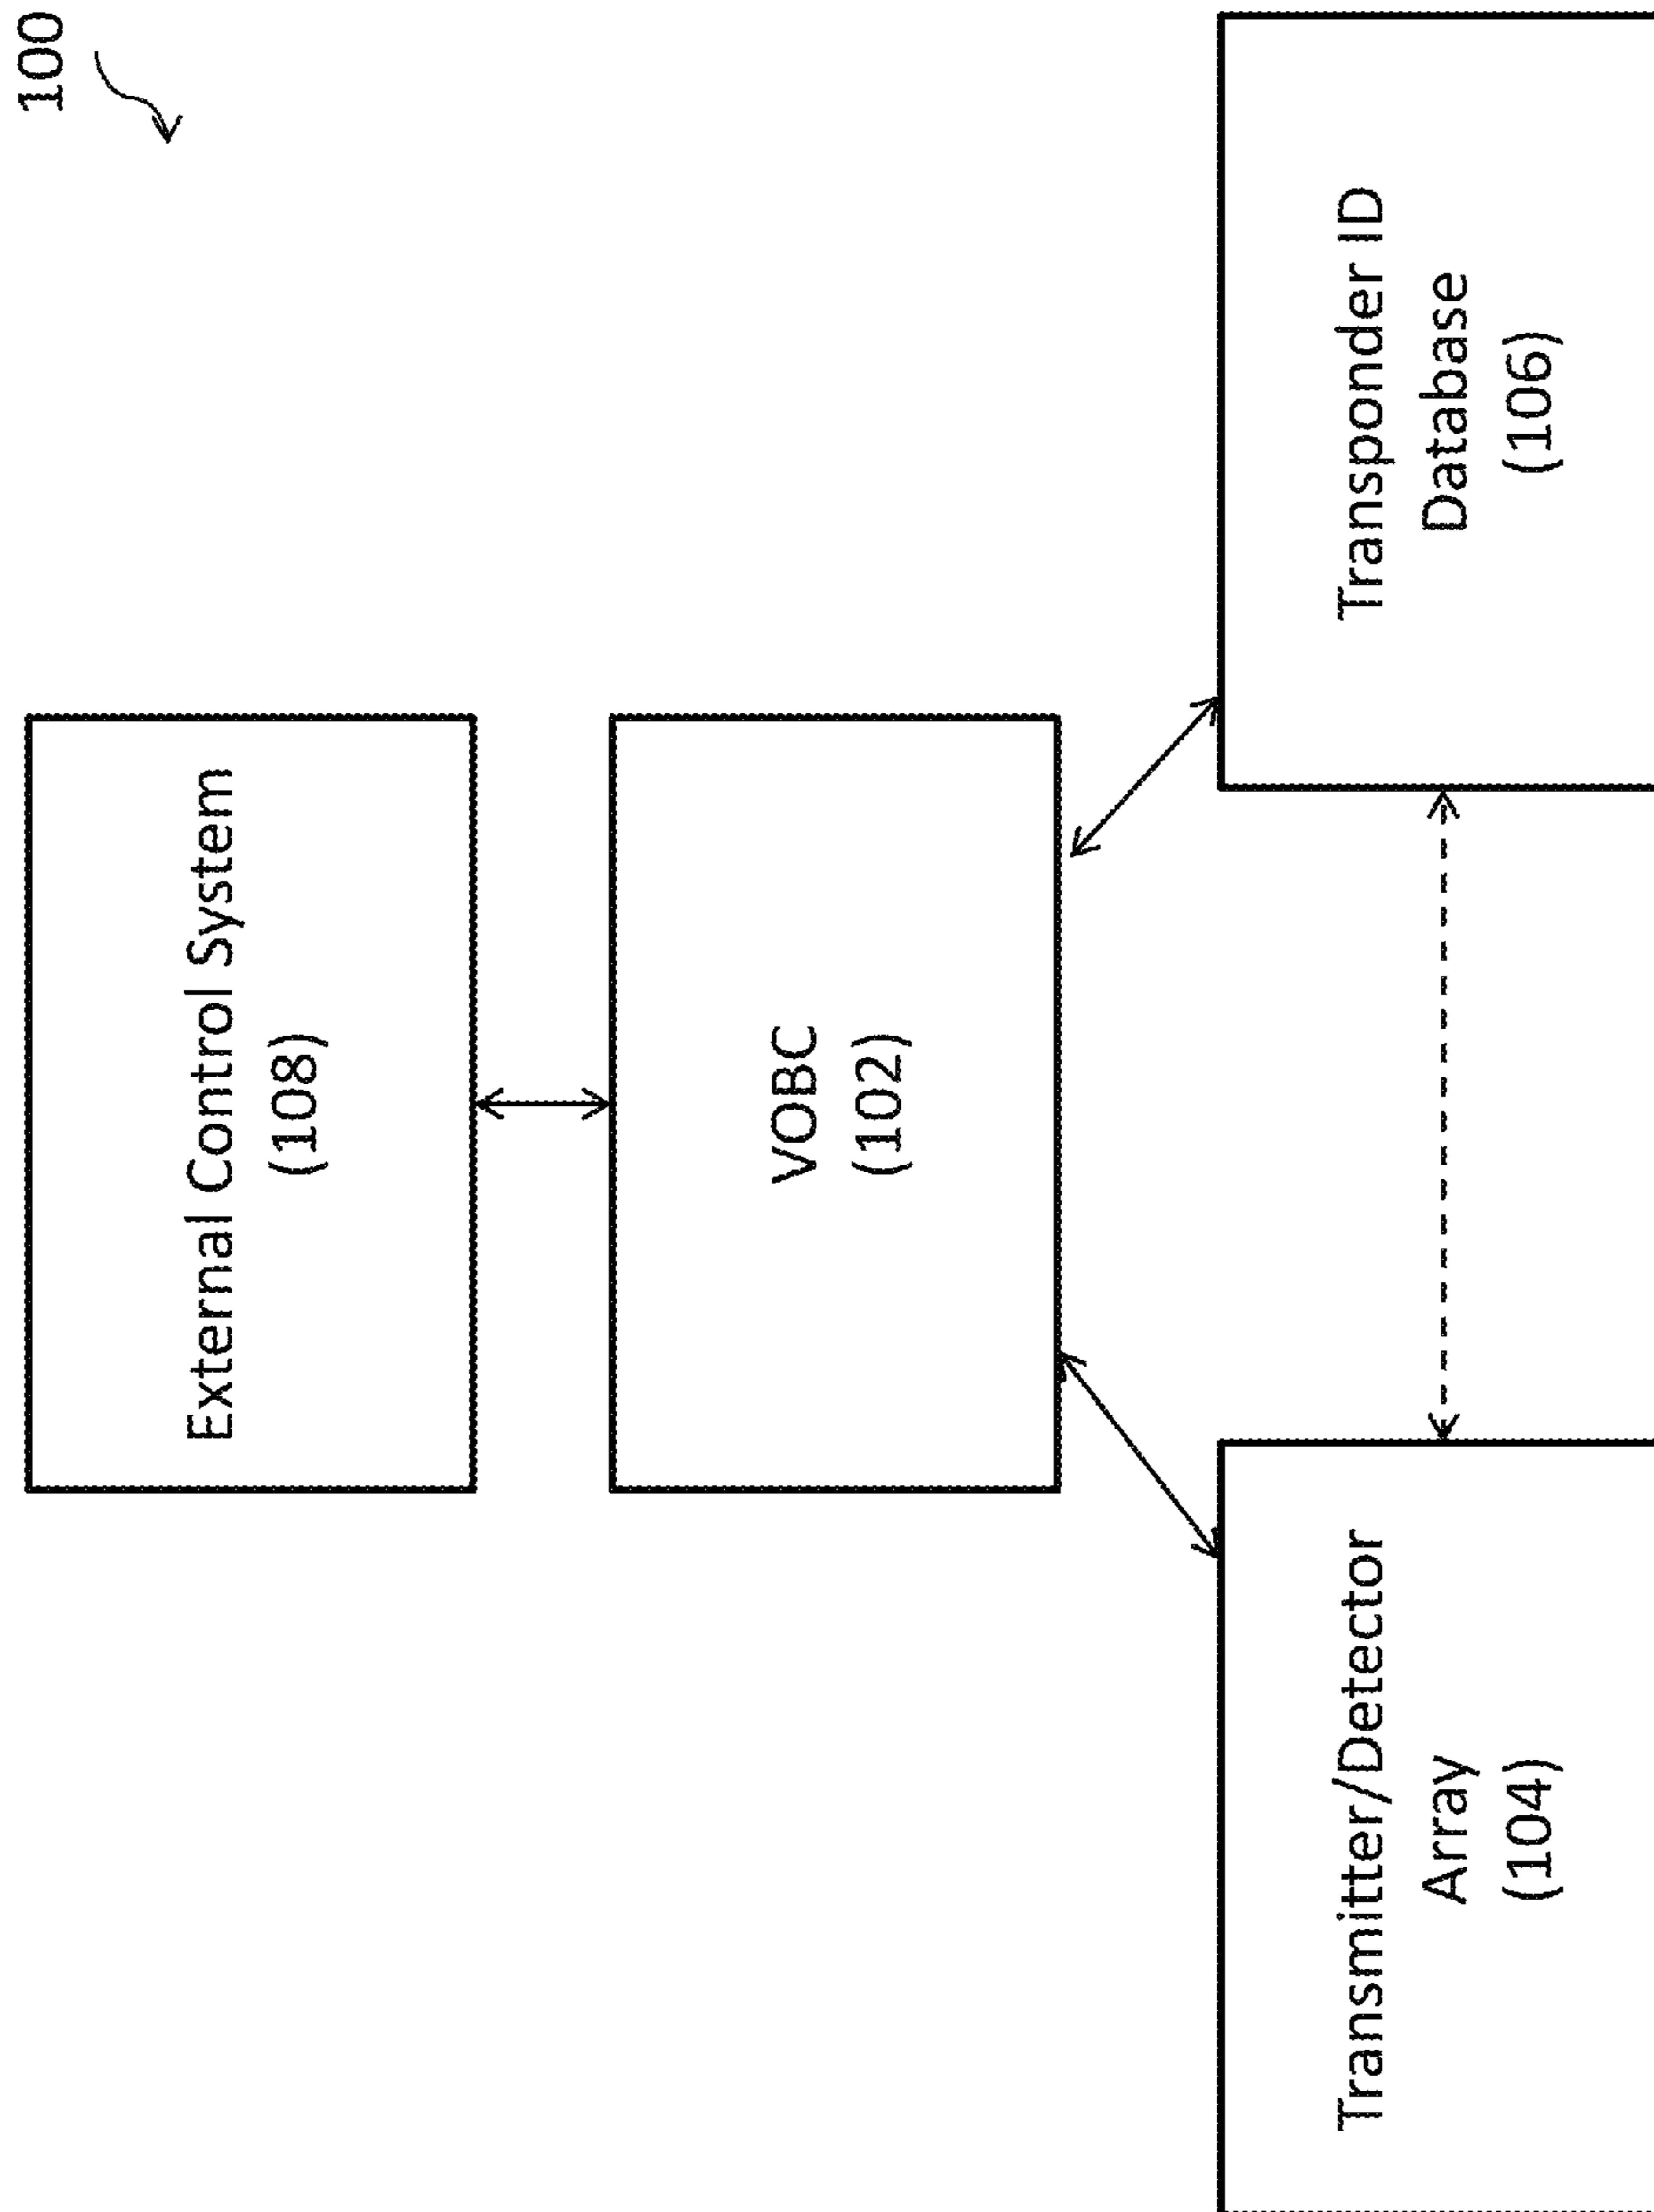 100
External Control System
(108)
VOBC
(102)
Transmitter/Detector
Array
(104)
Transponder ID
Database
(106)